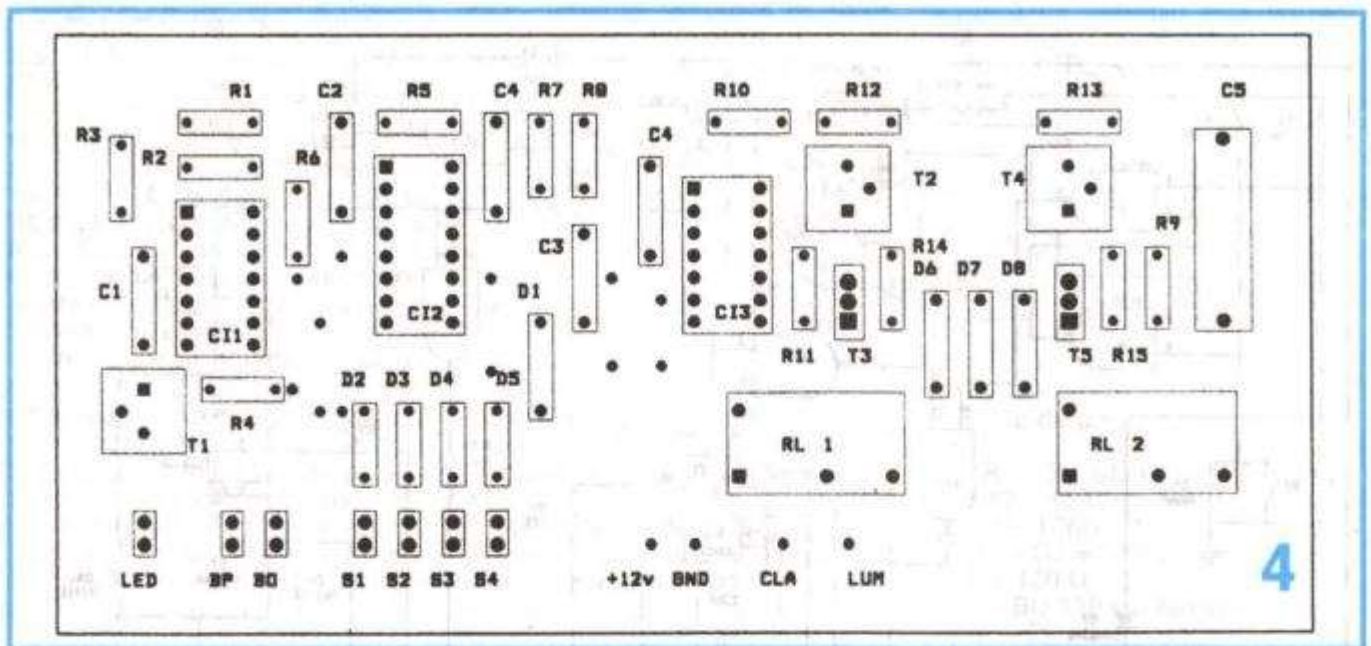 R1 C2 R5 C4 R7 R8 R10 R12 R13 C5
R3 R2 R6 C4 T2 T4
C3 R14 R9
C1 D1 D6 D7 D8
CI1 CI2 CI3
R11 T3 T5 R15
D2 D3 D4 D5
R4
T1 RL 1 RL 2
LED BP BO S1 S2 S3 S4 +12v GND CLA LUM
4